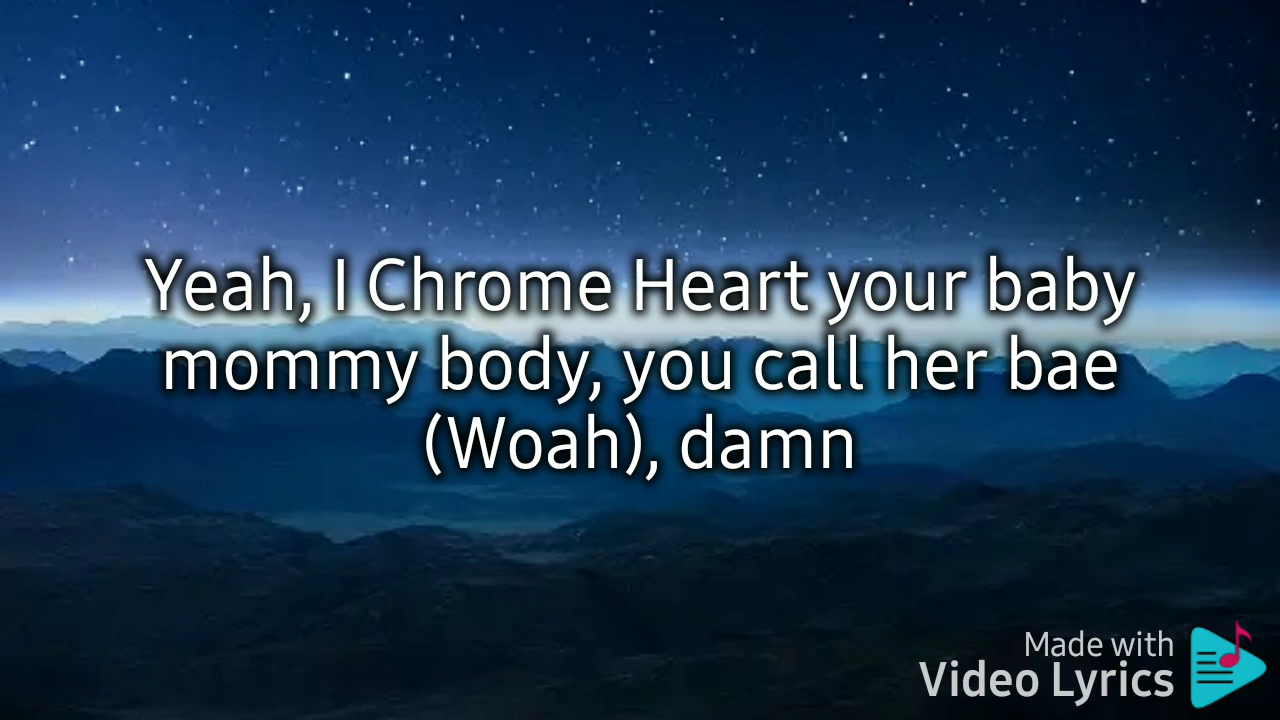 Yeah, I Chrome Heart your baby
mommy body, you call her bae
(Woah), damn
Made with
Video Lyrics